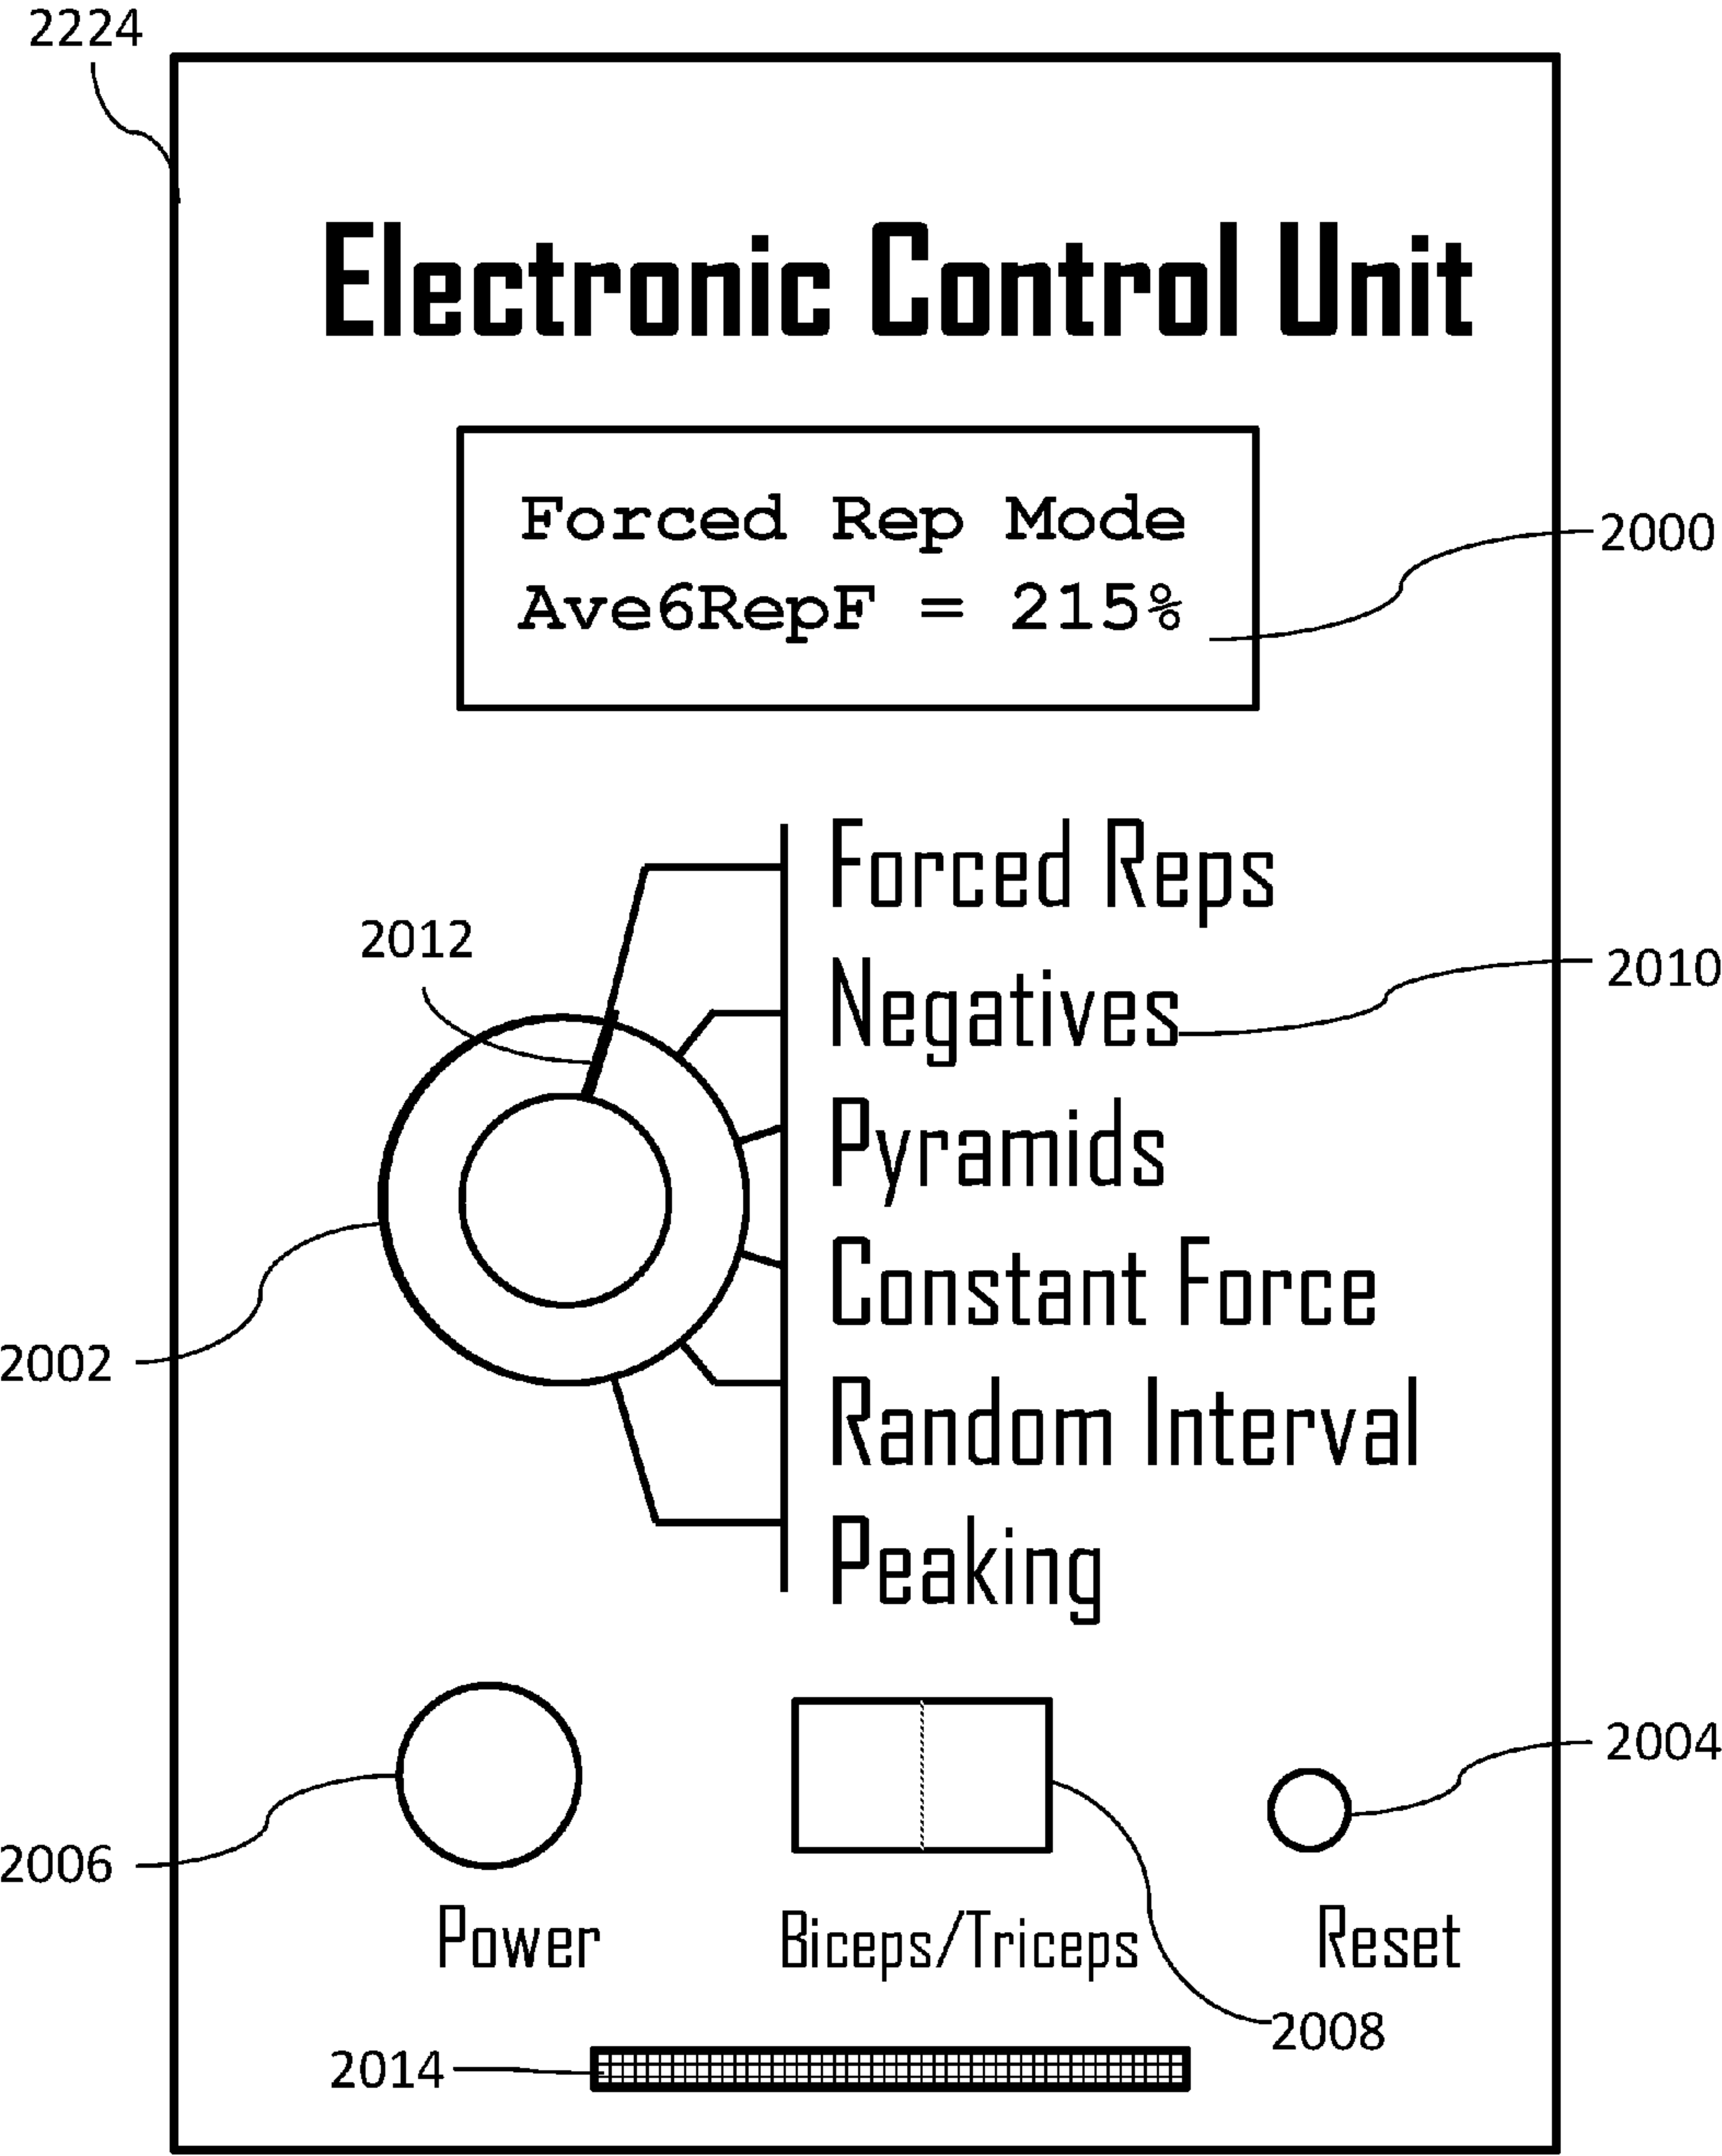 2224
Electronic Control Unit
Forced Rep Mode
Ave6RepF = 215%
2000
Forced Reps
2012
Negatives
2010
Pyramids
Constant Force
2002
Random Interval
Peaking
2004
2006
Power
Biceps/Triceps
Reset
2008
2014